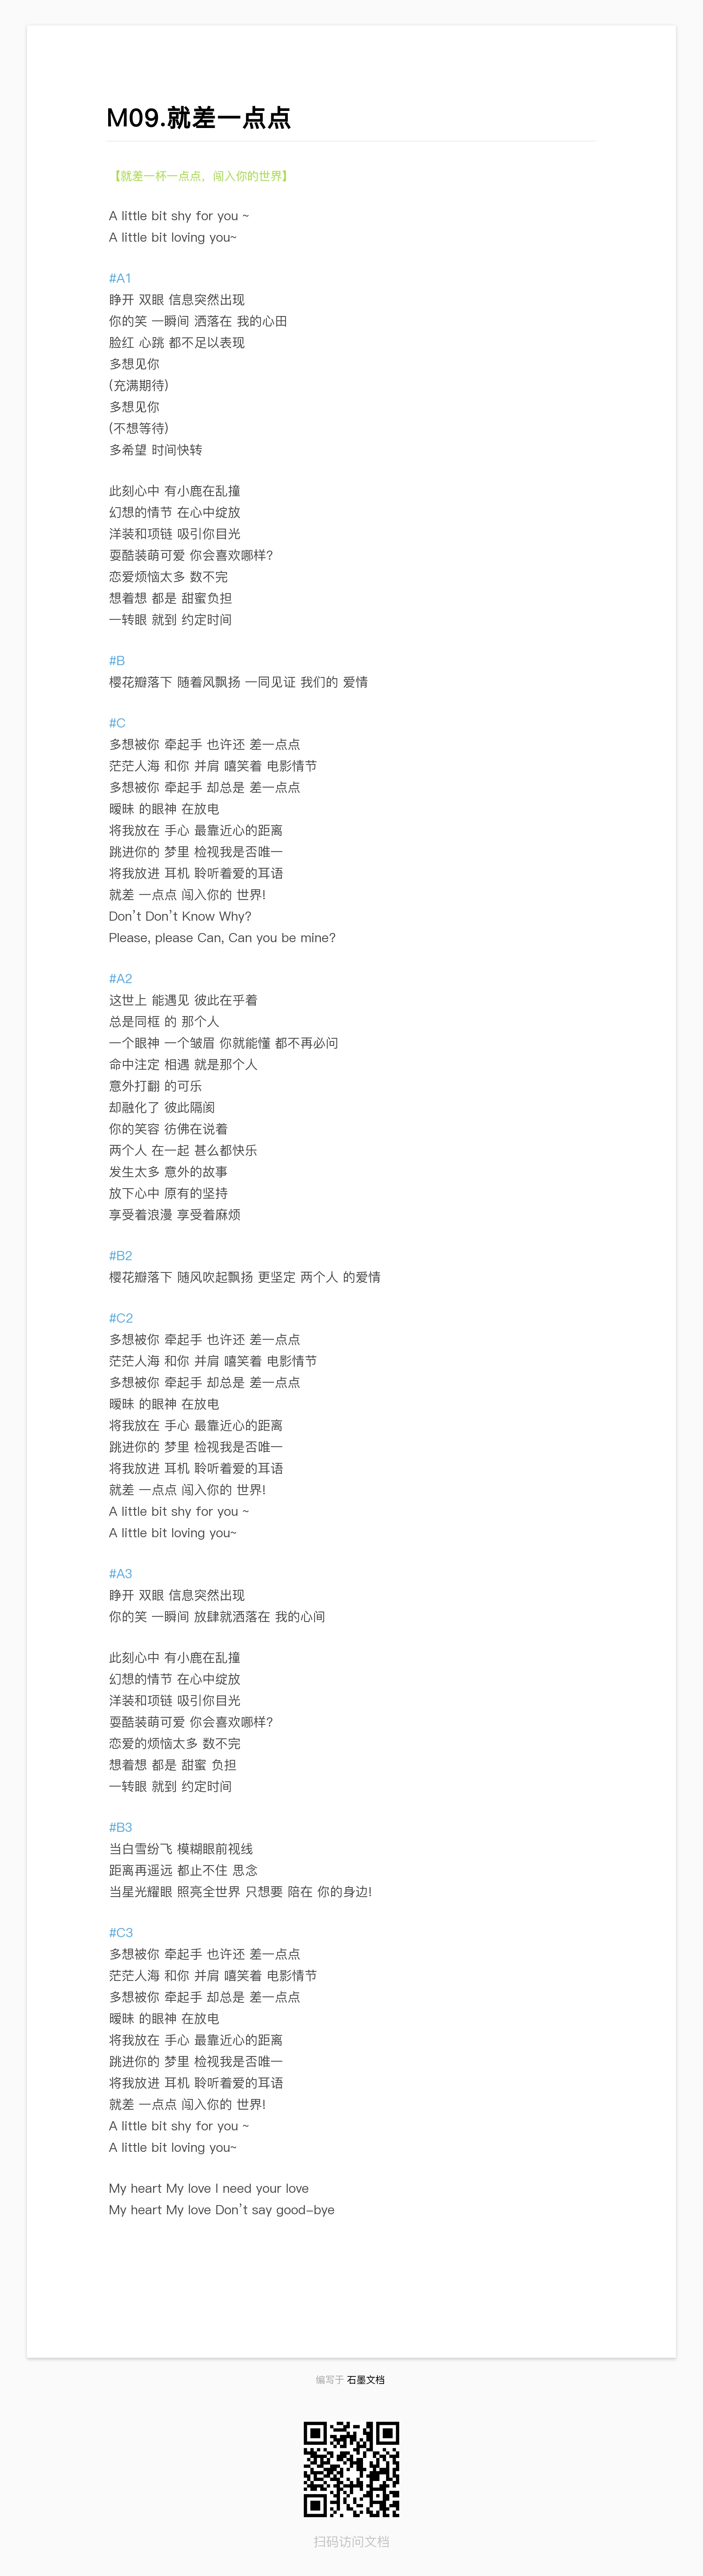 M09.就差一点点
【就差一杯一点点，闯入你的世界】
A little bit shy for you ~
A little bit loving you~
#A1
睁开 双眼 信息突然出现
你的笑 一瞬间 洒落在 我的心田
脸红 心跳 都不足以表现
多想见你
(充满期待)
多想见你
(不想等待)
多希望 时间快转
此刻心中 有小鹿在乱撞
幻想的情节 在心中绽放
洋装和项链 吸引你目光
耍酷装萌可爱 你会喜欢哪样?
恋爱烦恼太多 数不完
想着想 都是 甜蜜负担
一转眼 就到 约定时间
#B
樱花瓣落下 随着风飘扬 一同见证 我们的 爱情
#C
多想被你 牵起手 也许还 差一点点
茫茫人海 和你 并肩 嘻笑着 电影情节
多想被你 牵起手 却总是 差一点点
暧昧 的眼神 在放电
将我放在 手心 最靠近心的距离
跳进你的 梦里 检视我是否唯一
将我放进 耳机 聆听着爱的耳语
就差 一点点 闯入你的 世界!
Don't Don't Know Why?
Please, please Can, Can you be mine?
#A2
这世上 能遇见 彼此在乎着
总是同框 的 那个人
一个眼神 一个皱眉 你就能懂 都不再必问
命中注定 相遇 就是那个人
意外打翻 的可乐
却融化了 彼此隔阂
你的笑容 彷佛在说着
两个人 在一起 甚么都快乐
发生太多 意外的故事
放下心中 原有的坚持
享受着浪漫 享受着麻烦
#B2
樱花瓣落下 随风吹起飘扬 更坚定 两个人 的爱情
#C2
多想被你 牵起手 也许还 差一点点
茫茫人海 和你 并肩 嘻笑着 电影情节
多想被你 牵起手 却总是 差一点点
暧昧 的眼神 在放电
将我放在 手心 最靠近心的距离
跳进你的 梦里 检视我是否唯一
将我放进 耳机 聆听着爱的耳语
就差 一点点 闯入你的 世界!
A little bit shy for you ~
A little bit loving you~
#A3
睁开 双眼 信息突然出现
你的笑 一瞬间 放肆就洒落在 我的心间
此刻心中 有小鹿在乱撞
幻想的情节 在心中绽放
洋装和项链 吸引你目光
耍酷装萌可爱 你会喜欢哪样?
恋爱的烦恼太多 数不完
想着想 都是 甜蜜 负担
一转眼 就到 约定时间
#B3
当白雪纷飞 模糊眼前视线
距离再遥远 都止不住 思念
当星光耀眼 照亮全世界 只想要 陪在 你的身边!
#C3
多想被你 牵起手 也许还 差一点点
茫茫人海 和你 并肩 嘻笑着 电影情节
多想被你 牵起手 却总是 差一点点
暧昧 的眼神 在放电
将我放在 手心 最靠近心的距离
跳进你的 梦里 检视我是否唯一
将我放进 耳机 聆听着爱的耳语
就差 一点点 闯入你的 世界!
A little bit shy for you ~
A little bit loving you~
My heart My love I need your love
My heart My love Don't say good-bye
编写于 石墨文档
扫码访问文档